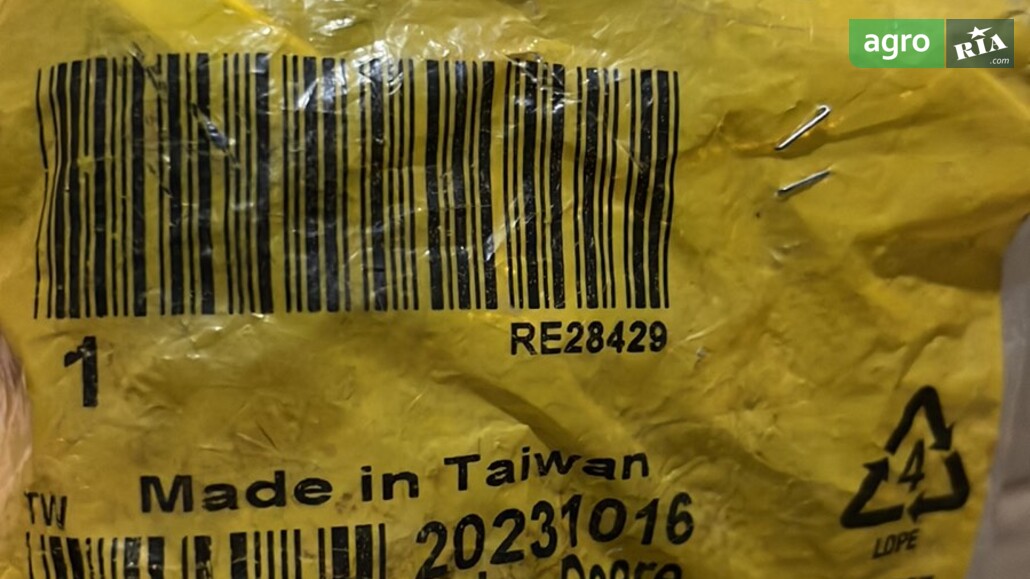 agro RIA
.com
RE28429
1
Made in Taiwan
TW
20231016
4
LDPE